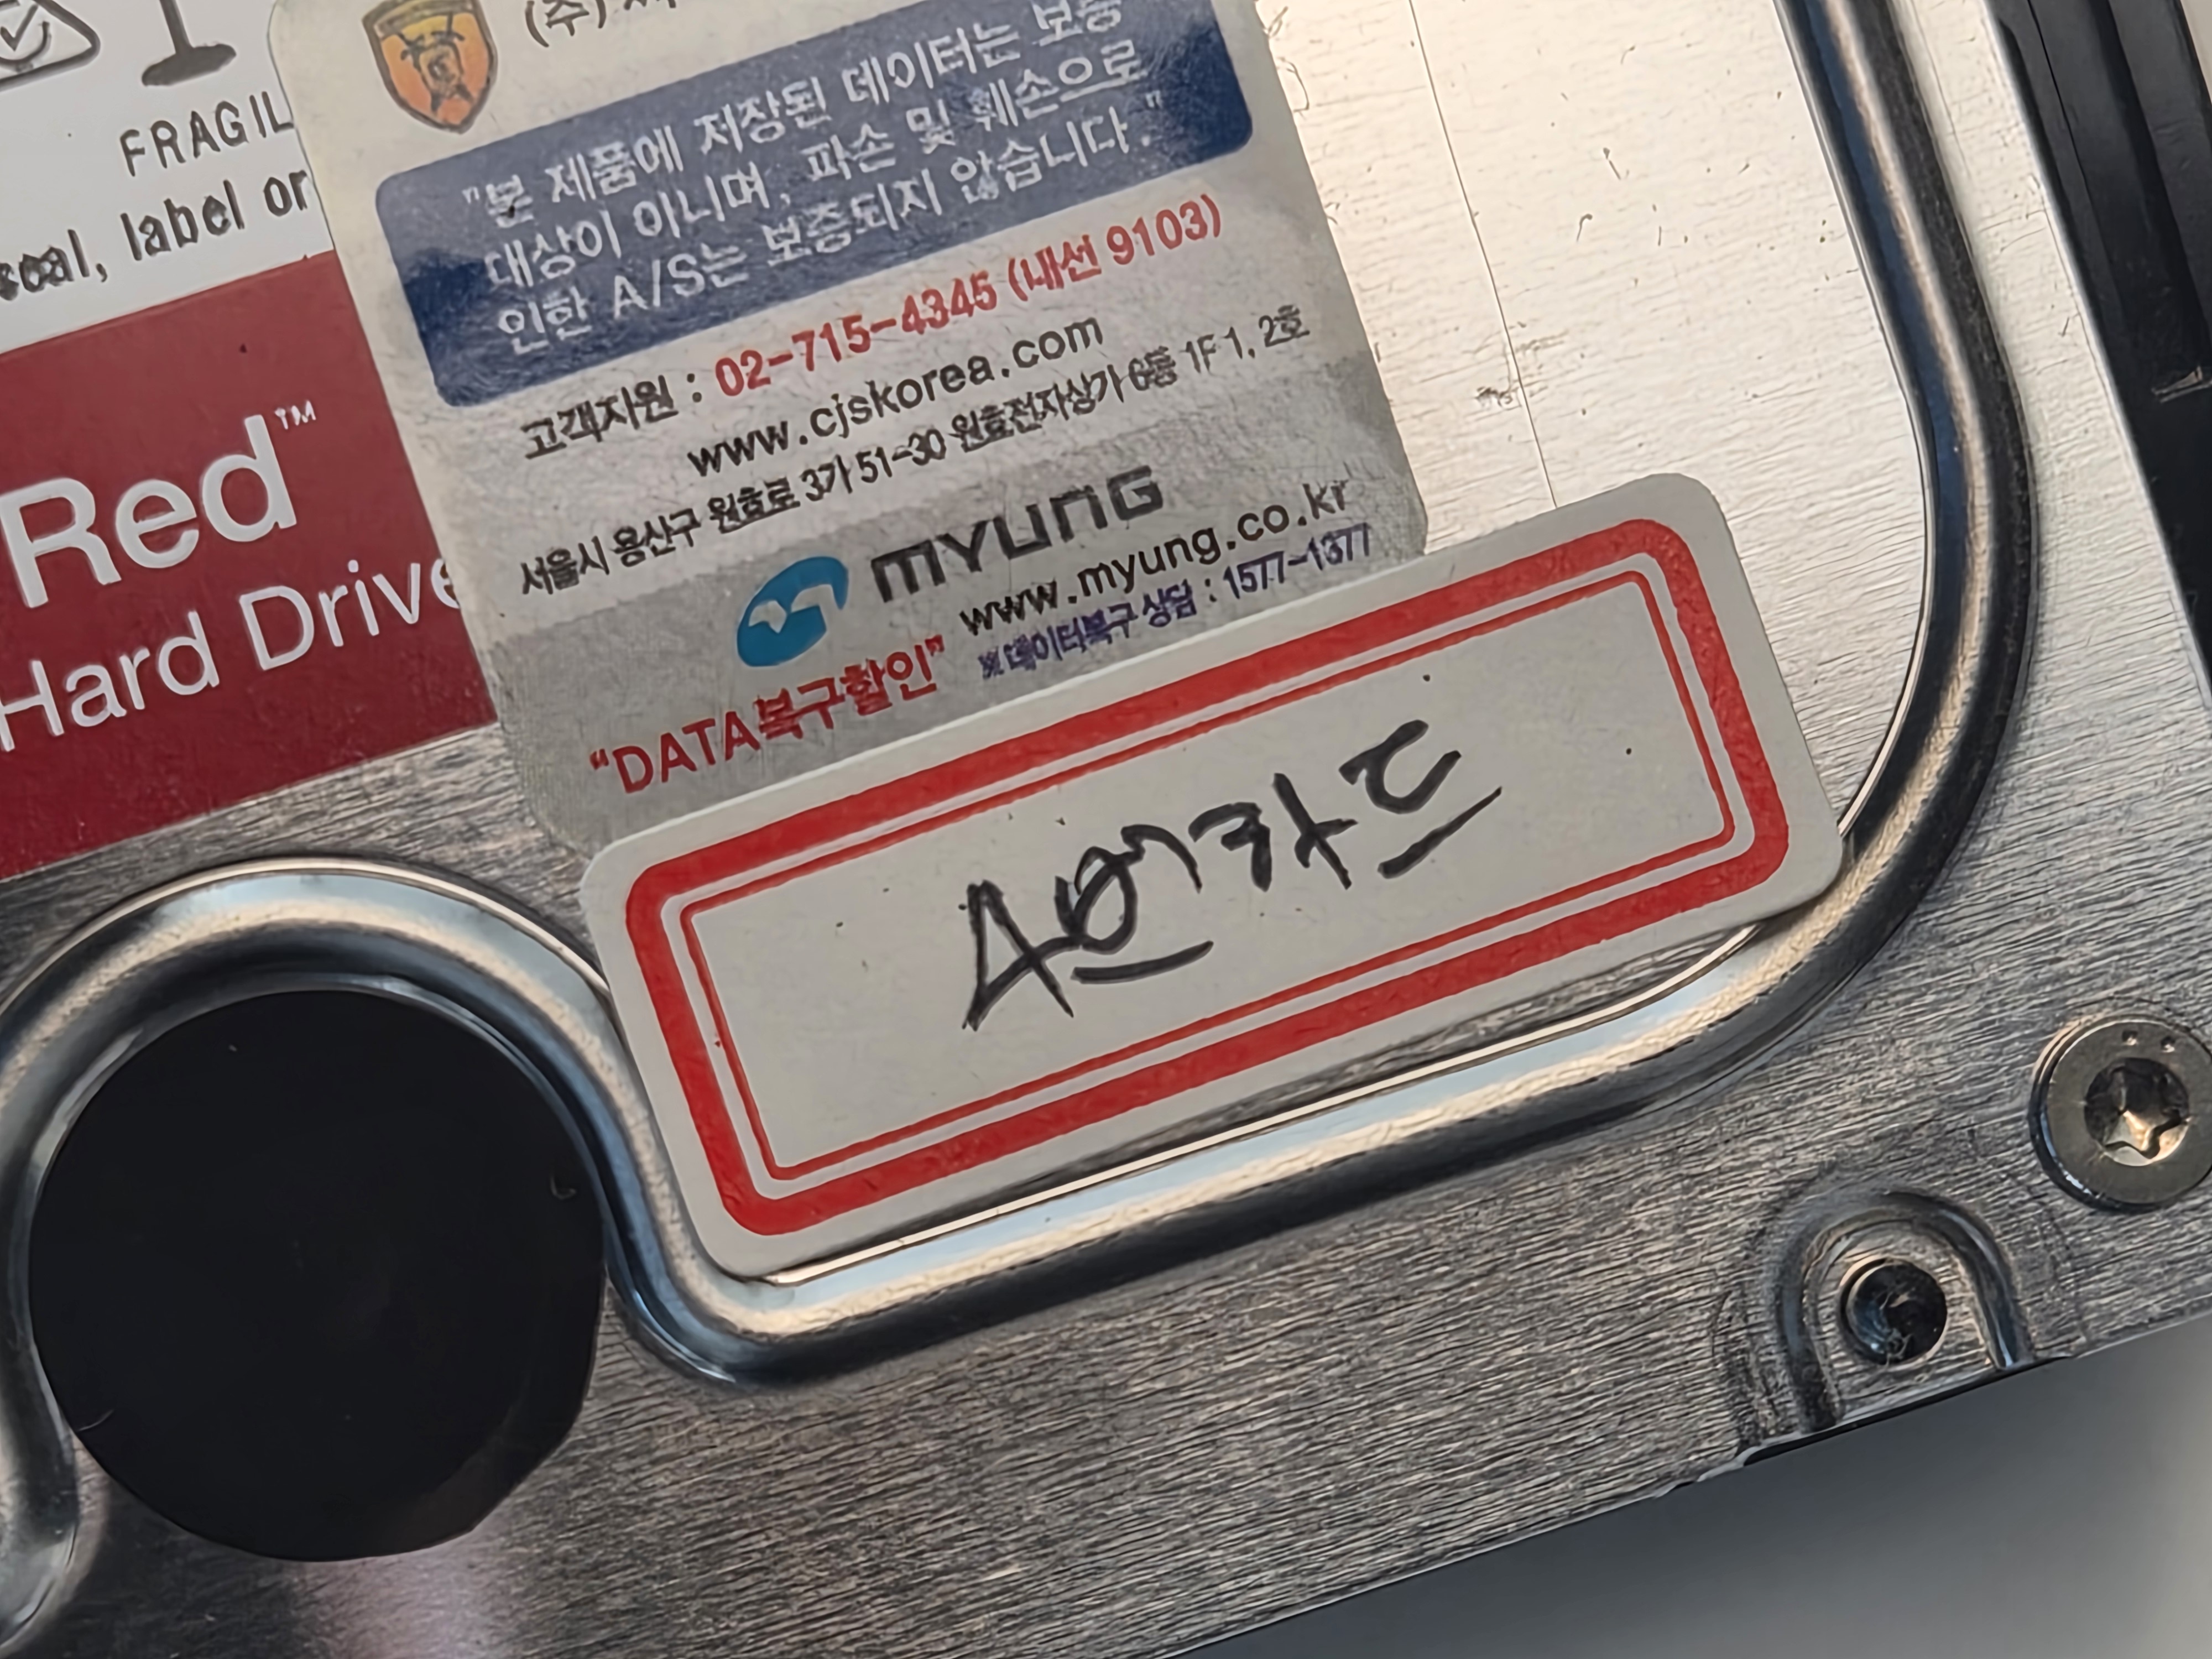 FRAGIL
seal, label or
Red™
Hard Drive
(주)
"본 제품에 저장된 데이터는 보증
대상이 아니며, 파손 및 훼손으로
인한 A/S는 보증되지 않습니다."
고객지원 : 02-715-4345 (내선 9103)
www.cjskorea.com
서울시 용산구 원효로 3가 51-30 원효전자상가 6동 1F 1, 2호
MYUNG
www.myung.co.kr
"DATA복구할인" ※데이터복구 상담 : 1577-1377
4번카드